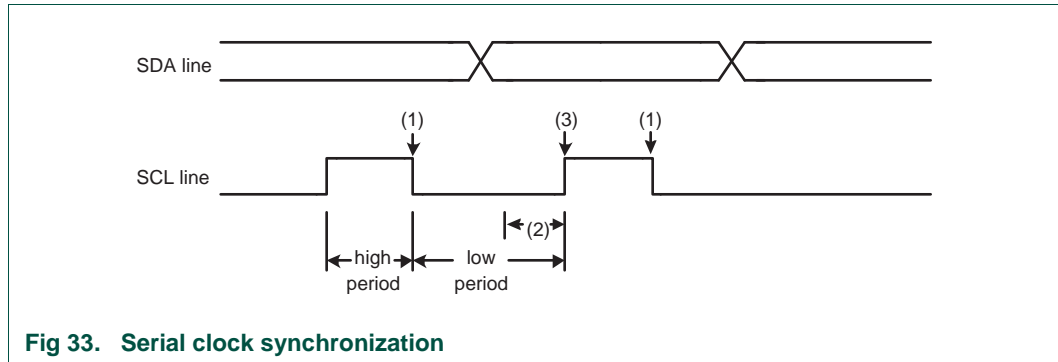 SDA line
(1)
(3)
(1)
SCL line
(2)
high
period
low
period
Fig 33. Serial clock synchronization